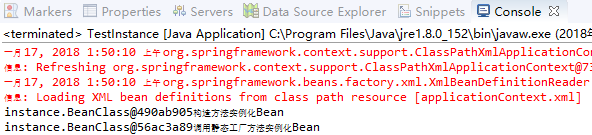 Markers Properties Servers Data Source Explorer Snippets Console
<terminated> TestInstance [Java Application] C:\Program Files\Java\jre1.8.0_152\bin\javaw.exe (2018年
一月 17, 2018 1:50:10 上午 org.springframework.context.support.ClassPathXmlApplicationCo
信息: Refreshing org.springframework.context.support.ClassPathXmlApplicationContext@73
一月 17, 2018 1:50:10 上午 org.springframework.beans.factory.xml.XmlBeanDefinitionReader
信息: Loading XML bean definitions from class path resource [applicationContext.xml]
instance.BeanClass@490ab905构造方法实例化Bean
instance.BeanClass@56ac3a89调用静态工厂方法实例化Bean